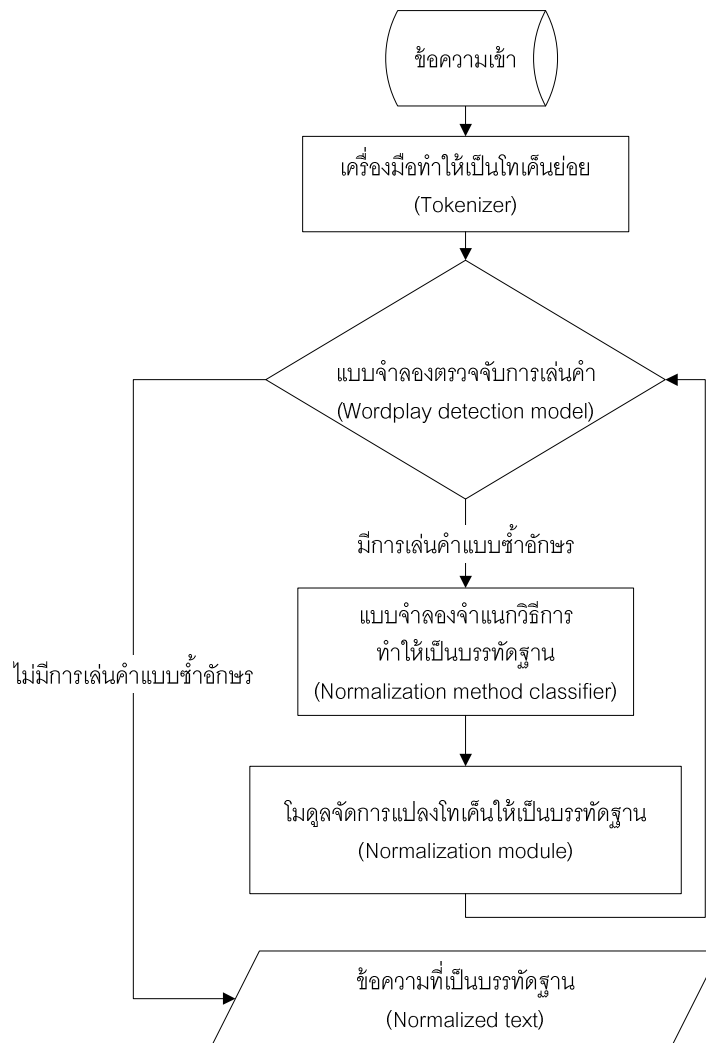 ข้อความเข้า
เครื่องมือทำให้เป็นโทเค็นย่อย
(Tokenizer)
แบบจำลองตรวจจับการเล่นคำ
(Wordplay detection model)
มีการเล่นคำแบบซ้ำอักษร
แบบจำลองจำแนกวิธีการ
ทำให้เป็นบรรทัดฐาน
(Normalization method classifier)
ไม่มีการเล่นคำแบบซ้ำอักษร
โมดูลจัดการแปลงโทเค็นให้เป็นบรรทัดฐาน
(Normalization module)
ข้อความที่เป็นบรรทัดฐาน
(Normalized text)